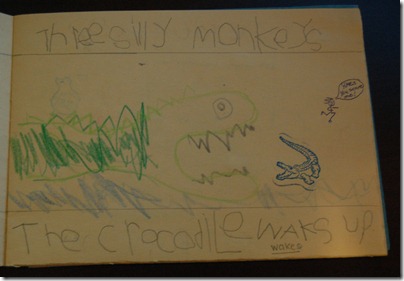 Three silly monkeys
The crocodile waks up
wakes